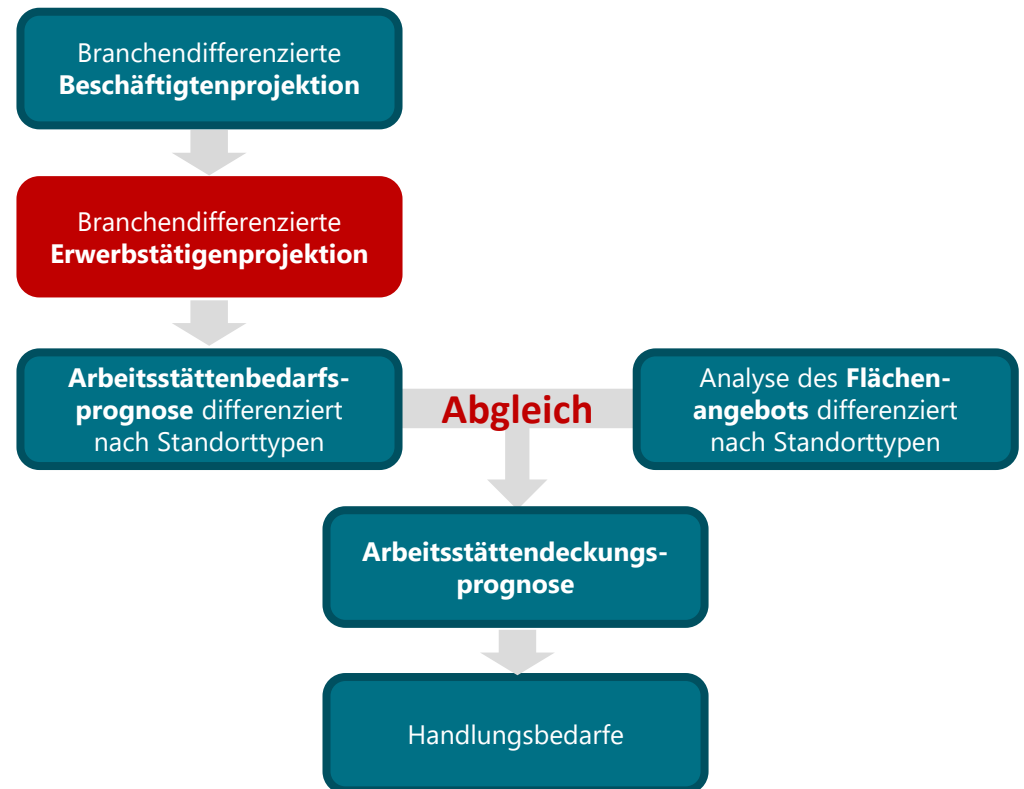 Branchendifferenzierte
Beschäftigtenprojektion
Branchendifferenzierte
Erwerbstätigenprojektion
Arbeitsstättenbedarfs-
prognose differenziert
nach Standorttypen
Abgleich
Analyse des Flächen-
angebots differenziert
nach Standorttypen
Arbeitsstättendeckungs-
prognose
Handlungsbedarfe